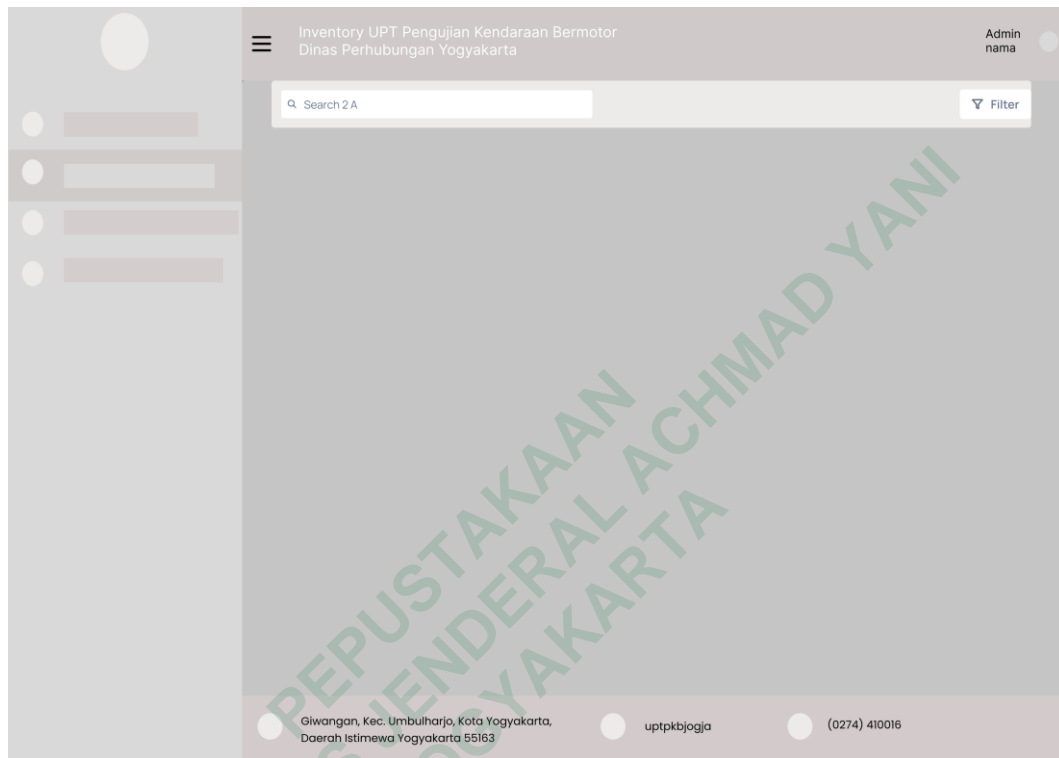 Inventory UPT Pengujian Kendaraan Bermotor
Dinas Perhubungan Yogyakarta
Admin
nama
Search 2 A
Filter
PEPUSTAKAAN
S JENDERAL ACHMAD YANI
OGYAKARTA
Giwangan, Kec. Umbulharjo, Kota Yogyakarta,
Daerah Istimewa Yogyakarta 55163
uptpkbjogja
(0274) 410016